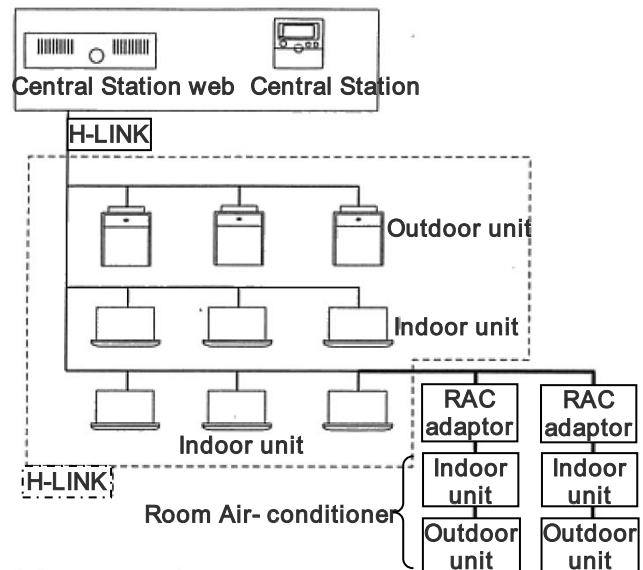 Central Station web Central Station
H-LINK
Outdoor unit
Indoor unit
Indoor unit
H-LINK
RAC
adaptor
RAC
adaptor
Room Air- conditioner
Indoor
unit
Indoor
unit
Outdoor
unit
Outdoor
unit